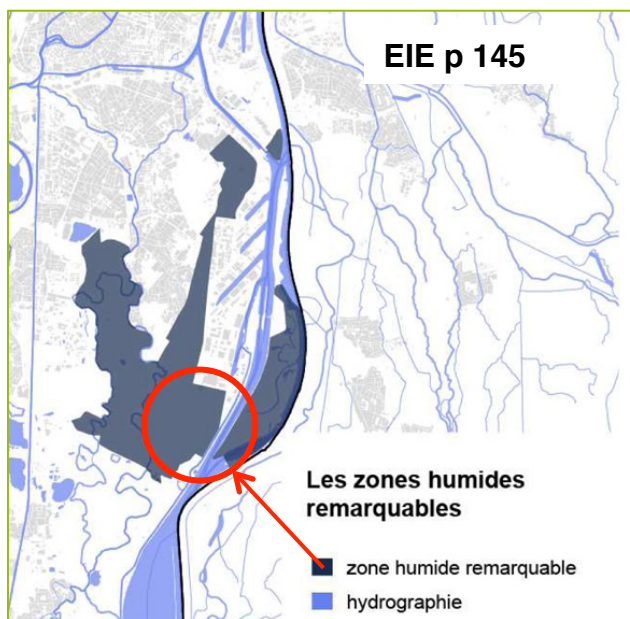 EIE p 145
Les zones humides
remarquables
zone humide remarquable
hydrographie